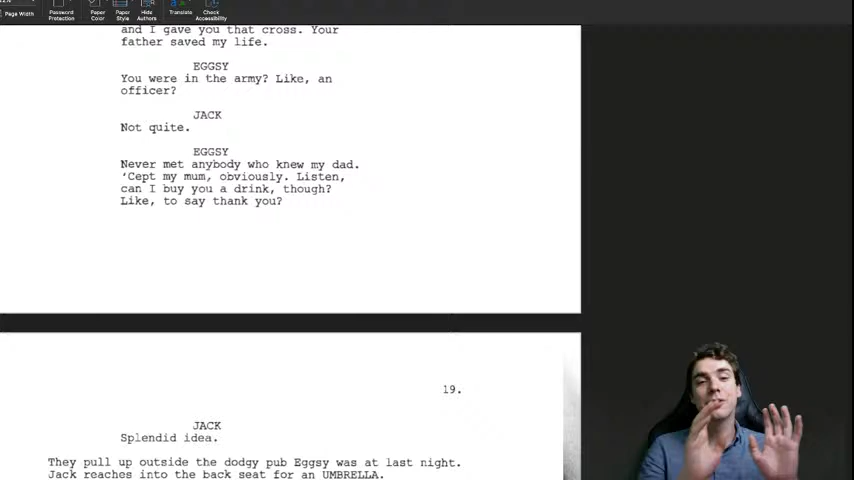 Page Width
Password
Protection
Paper
Color
Paper
Style
Hide
Authors
Translate
Check
Accessibility
and I gave you that cross. Your
father saved my life.
EGGSY
You were in the army? Like, an
officer?
JACK
Not quite.
EGGSY
Never met anybody who knew my dad.
‘Cept my mum, obviously. Listen,
can I buy you a drink, though?
Like, to say thank you?
19.
JACK
Splendid idea.
They pull up outside the dodgy pub Eggsy was at last night.
Jack reaches into the back seat for an UMBRELLA.